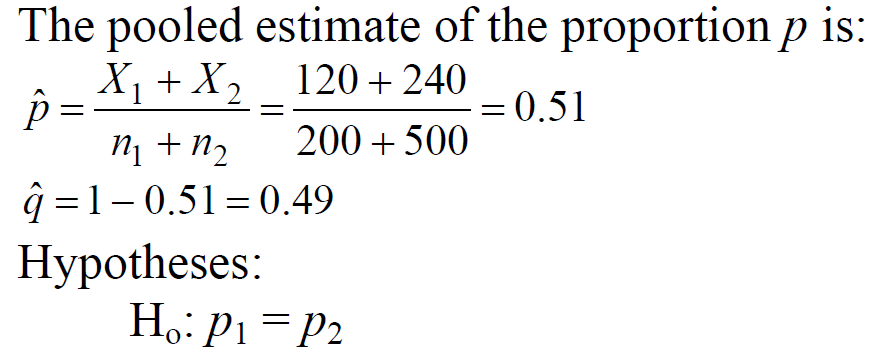 The pooled estimate of the proportion p is:
p̂ = (X₁ + X₂)/(n₁ + n₂) = (120 + 240)/(200 + 500) = 0.51
q̂ = 1 − 0.51 = 0.49
Hypotheses:
Hₒ: p₁ = p₂